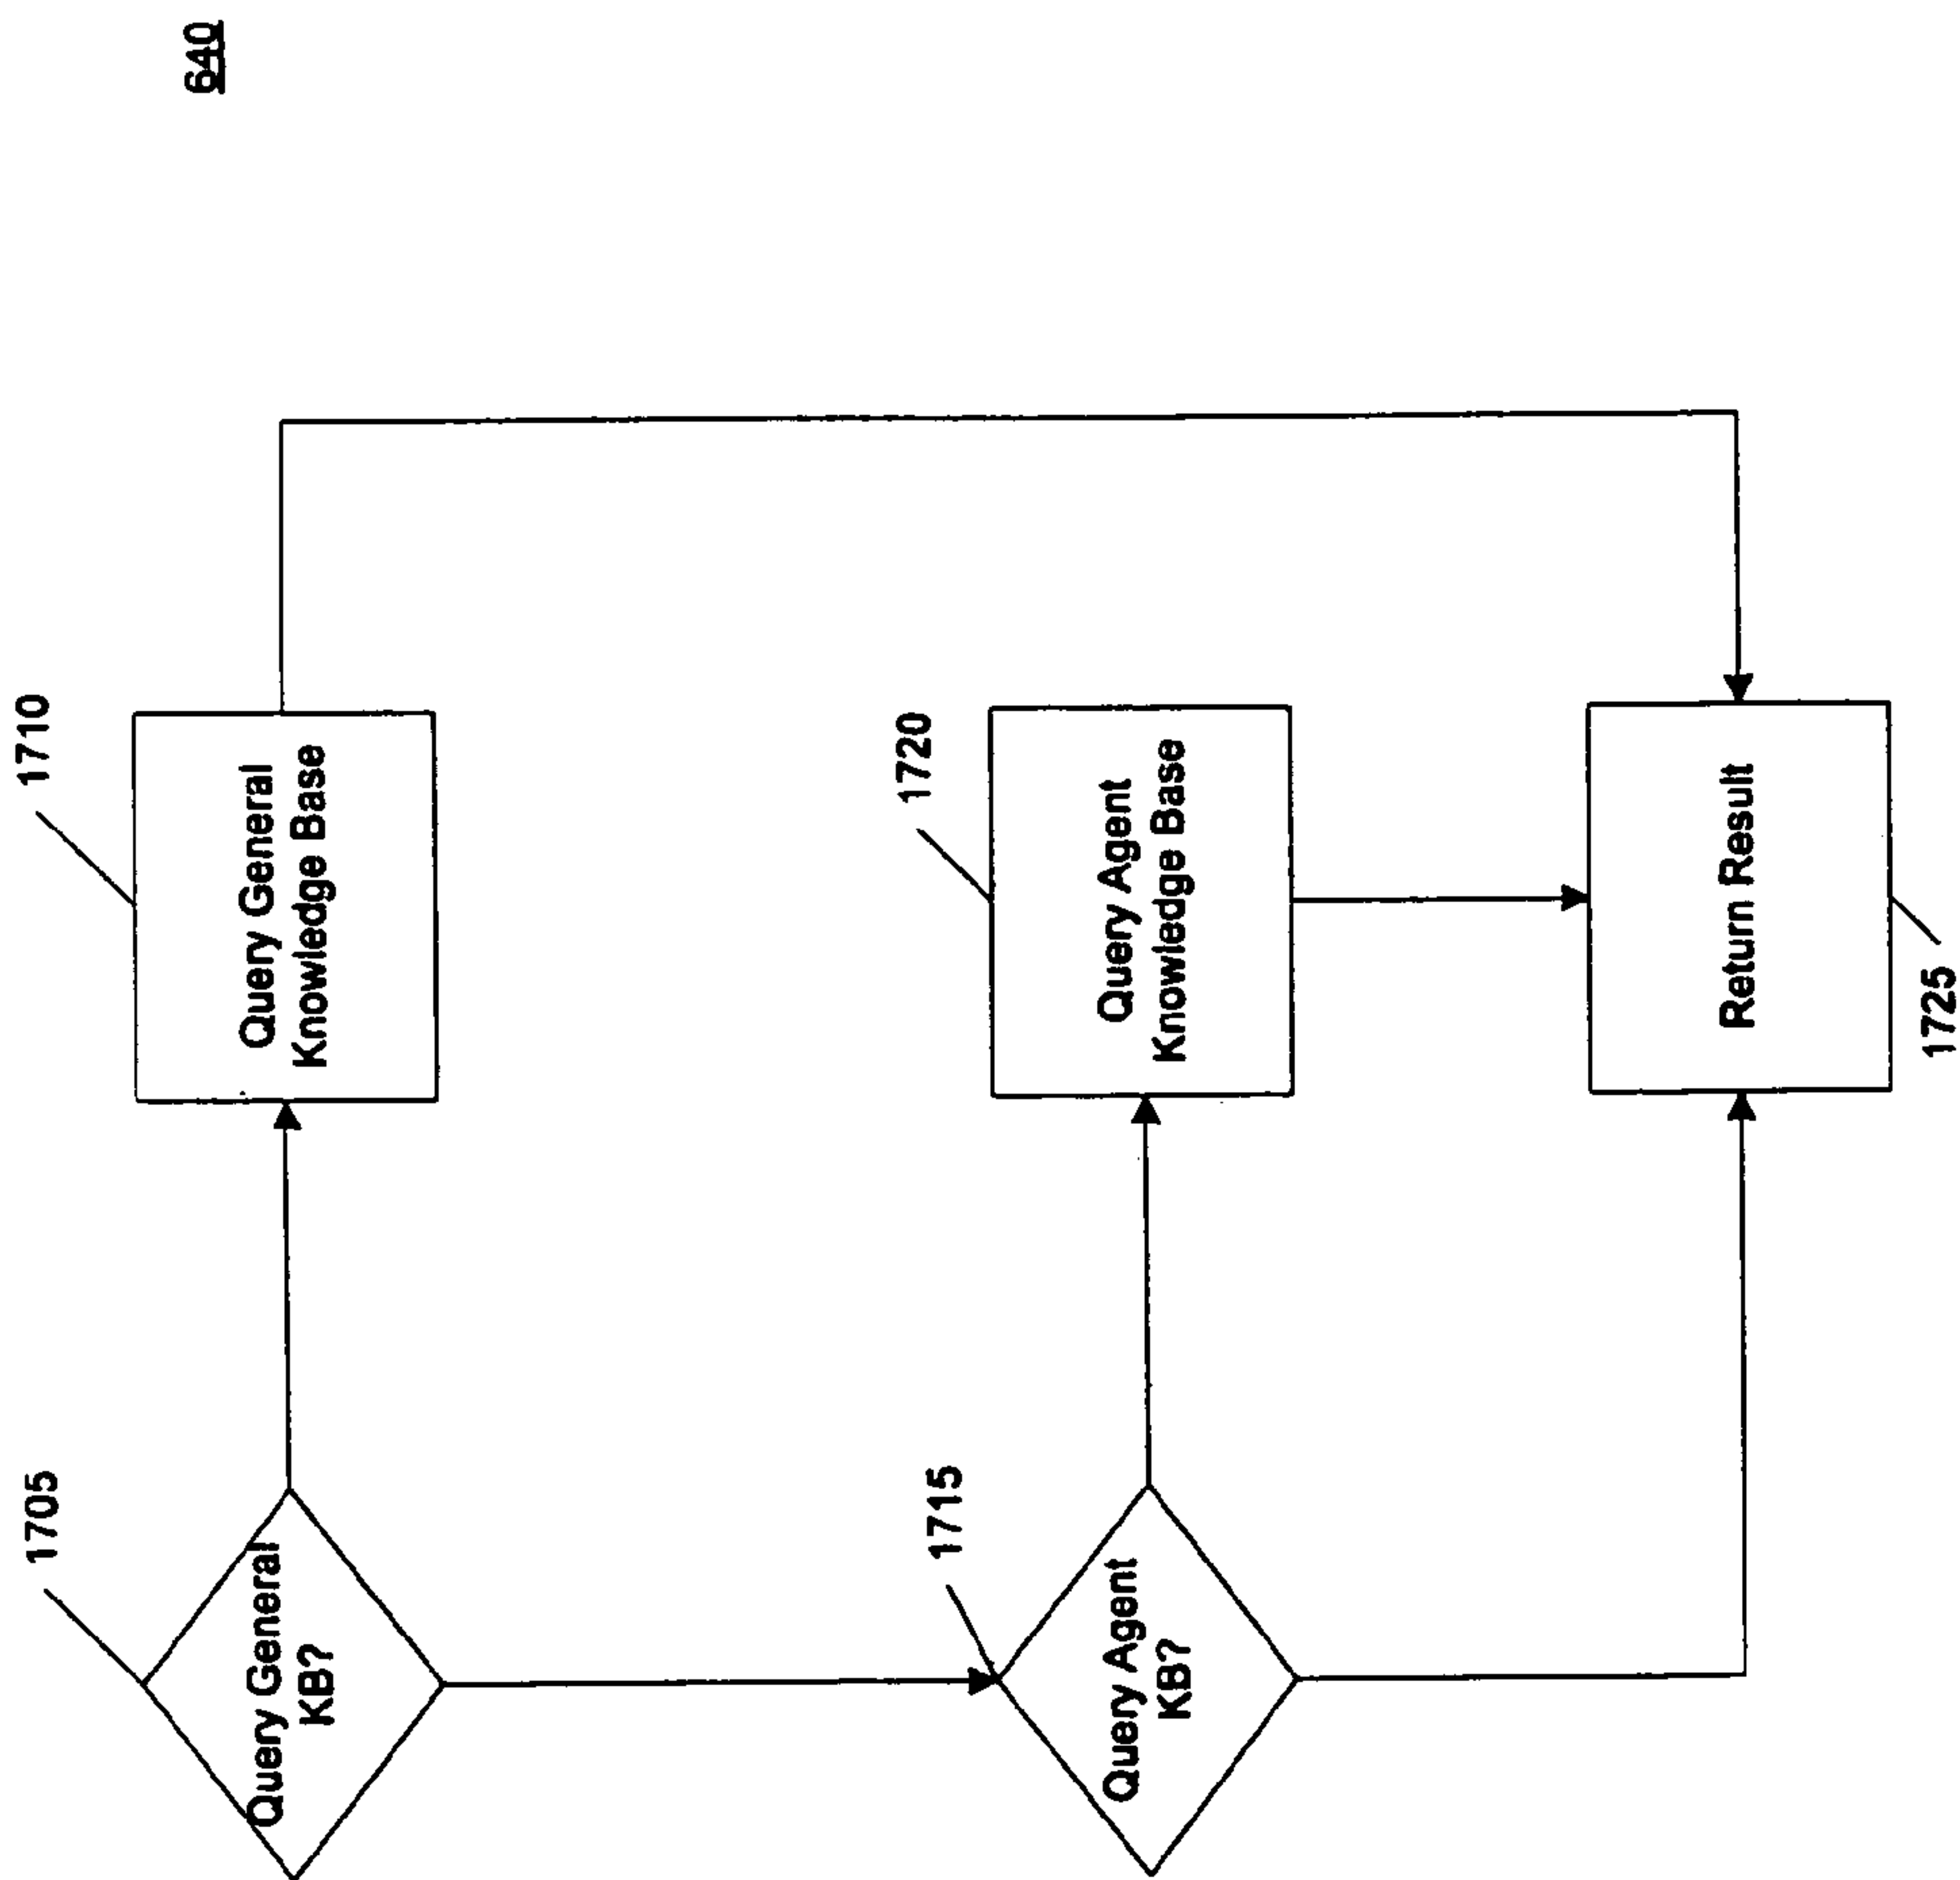 640
1705
Query General
KB?
1710
Query General
Knowledge Base
1715
Query Agent
KB?
1720
Query Agent
Knowledge Base
Return Result
1725